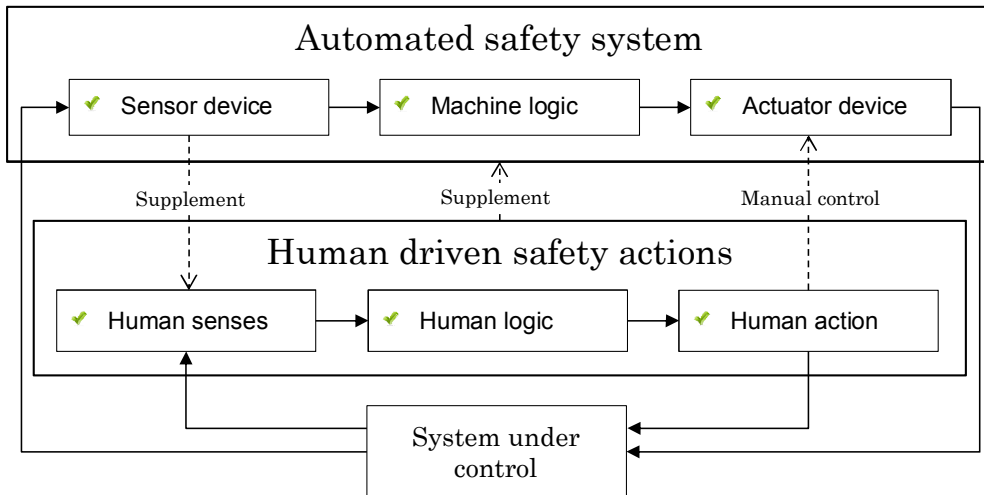 Automated safety system
Sensor device
Machine logic
Actuator device
Supplement
Supplement
Manual control
Human driven safety actions
Human senses
Human logic
Human action
System under
control